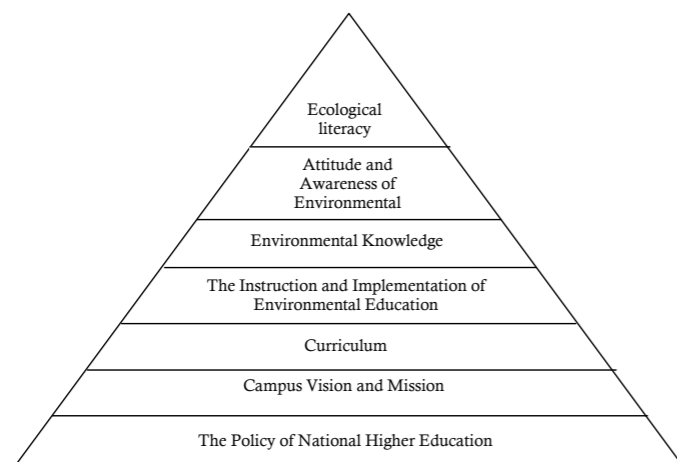 Ecological
literacy
Attitude and
Awareness of
Environmental
Environmental Knowledge
The Instruction and Implementation of
Environmental Education
Curriculum
Campus Vision and Mission
The Policy of National Higher Education